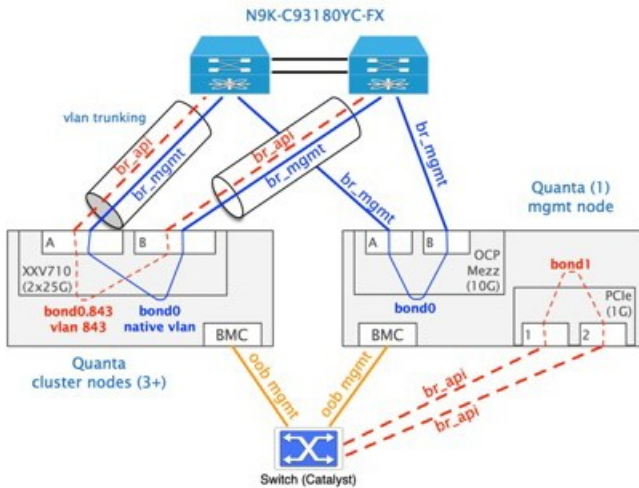 N9K-C93180YC-FX
vlan trunking
br_api
br_mgmt
br_api
br_mgmt
br_mgmt
br_mgmt
Quanta (1)
mgmt node
A
B
XXV710
(2x25G)
bond0.843
vlan 843
bond0
native vlan
BMC
Quanta
cluster nodes (3+)
A
B
OCP
Mezz
(10G)
bond0
BMC
bond1
PCIe
(1G)
1
2
oob mgmt
oob mgmt
br_api
br_api
Switch (Catalyst)